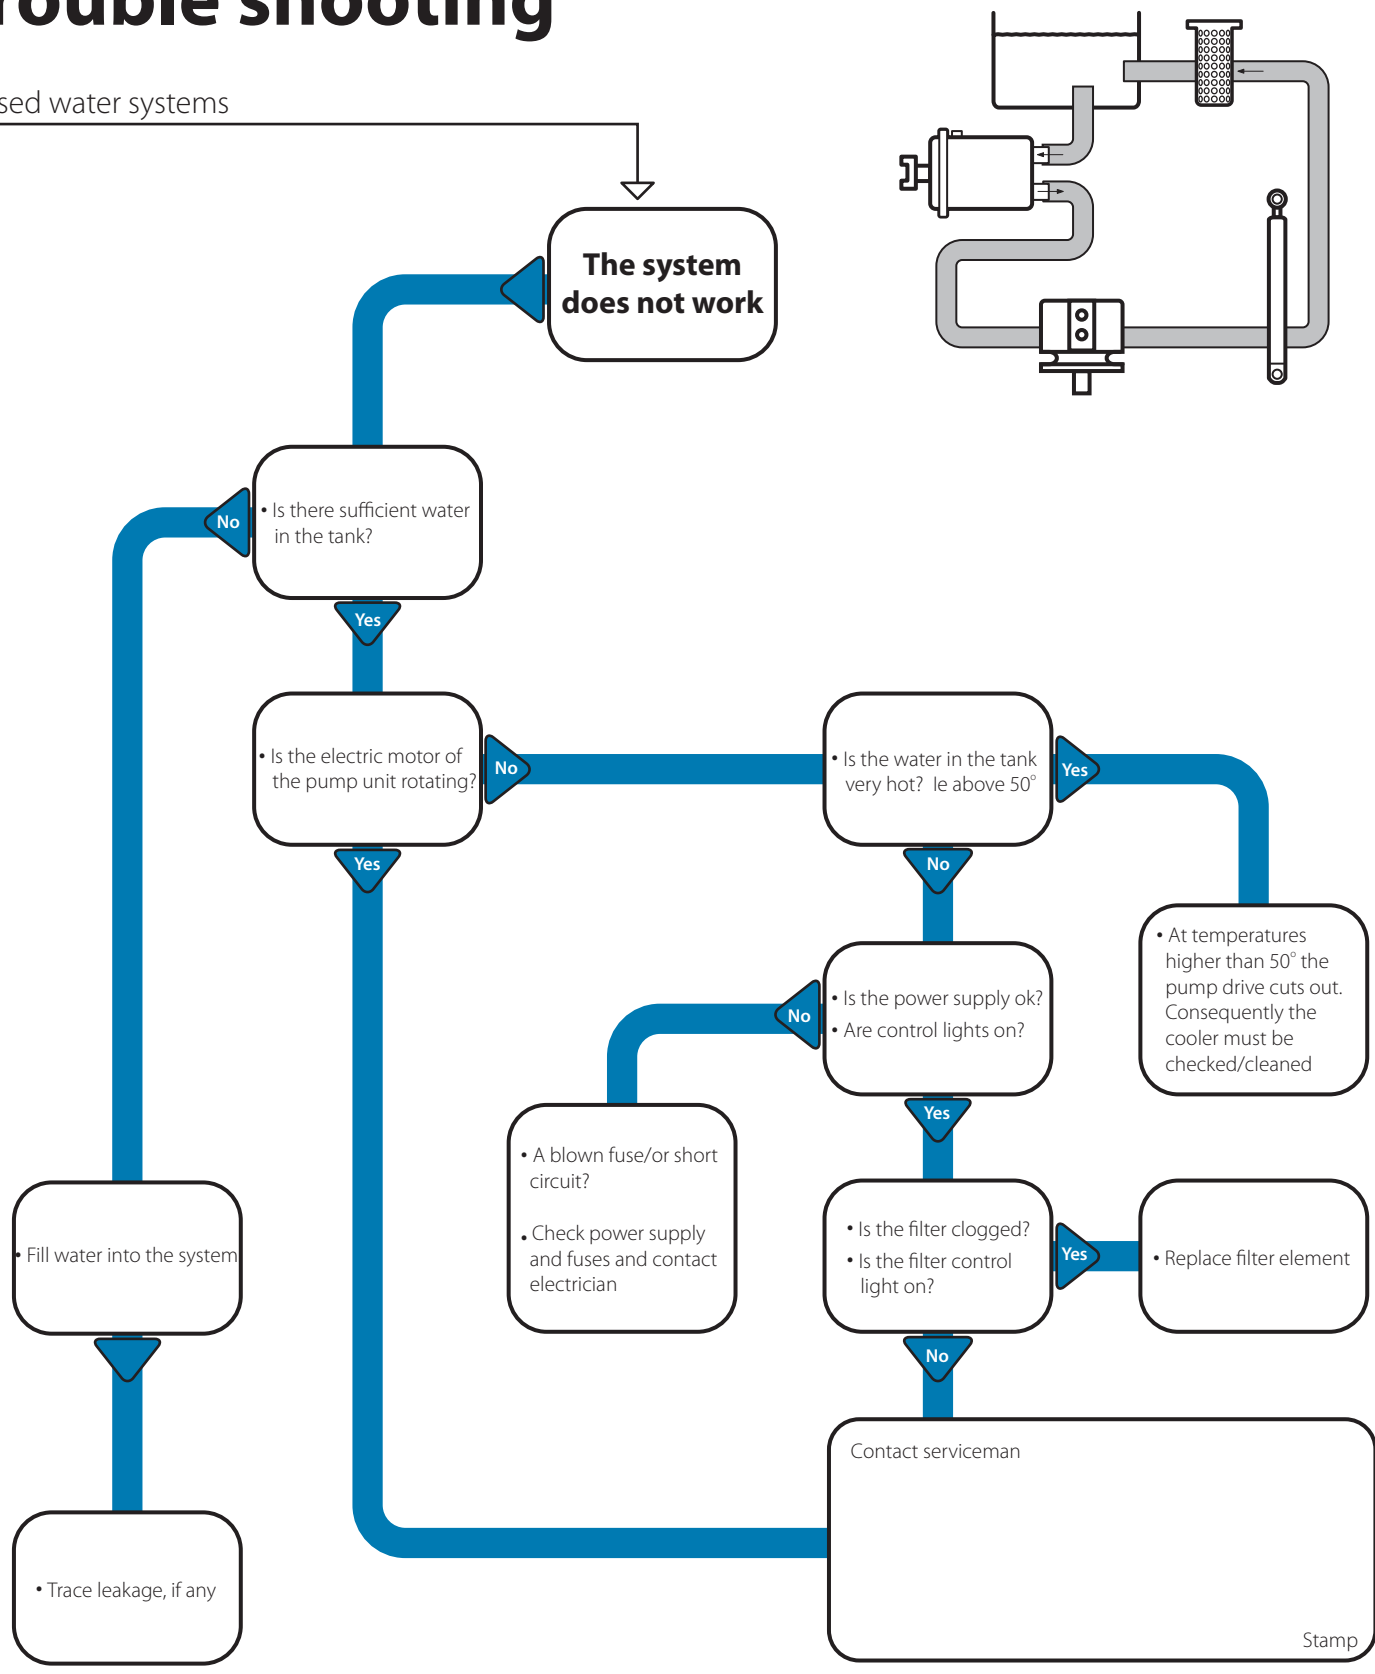 rouble shooting
sed water systems
The system
does not work
No
• Is there sufficient water
in the tank?
Yes
• Is the electric motor of
the pump unit rotating?
No
• Is the water in the tank
very hot? Ie above 50°
Yes
Yes
No
• At temperatures
higher than 50° the
pump drive cuts out.
Consequently the
cooler must be
checked/cleaned
No
• Is the power supply ok?
• Are control lights on?
Yes
• A blown fuse/or short
circuit?
• Check power supply
and fuses and contact
electrician
• Is the filter clogged?
• Is the filter control
light on?
Yes
• Replace filter element
• Fill water into the system
No
Contact serviceman
• Trace leakage, if any
Stamp